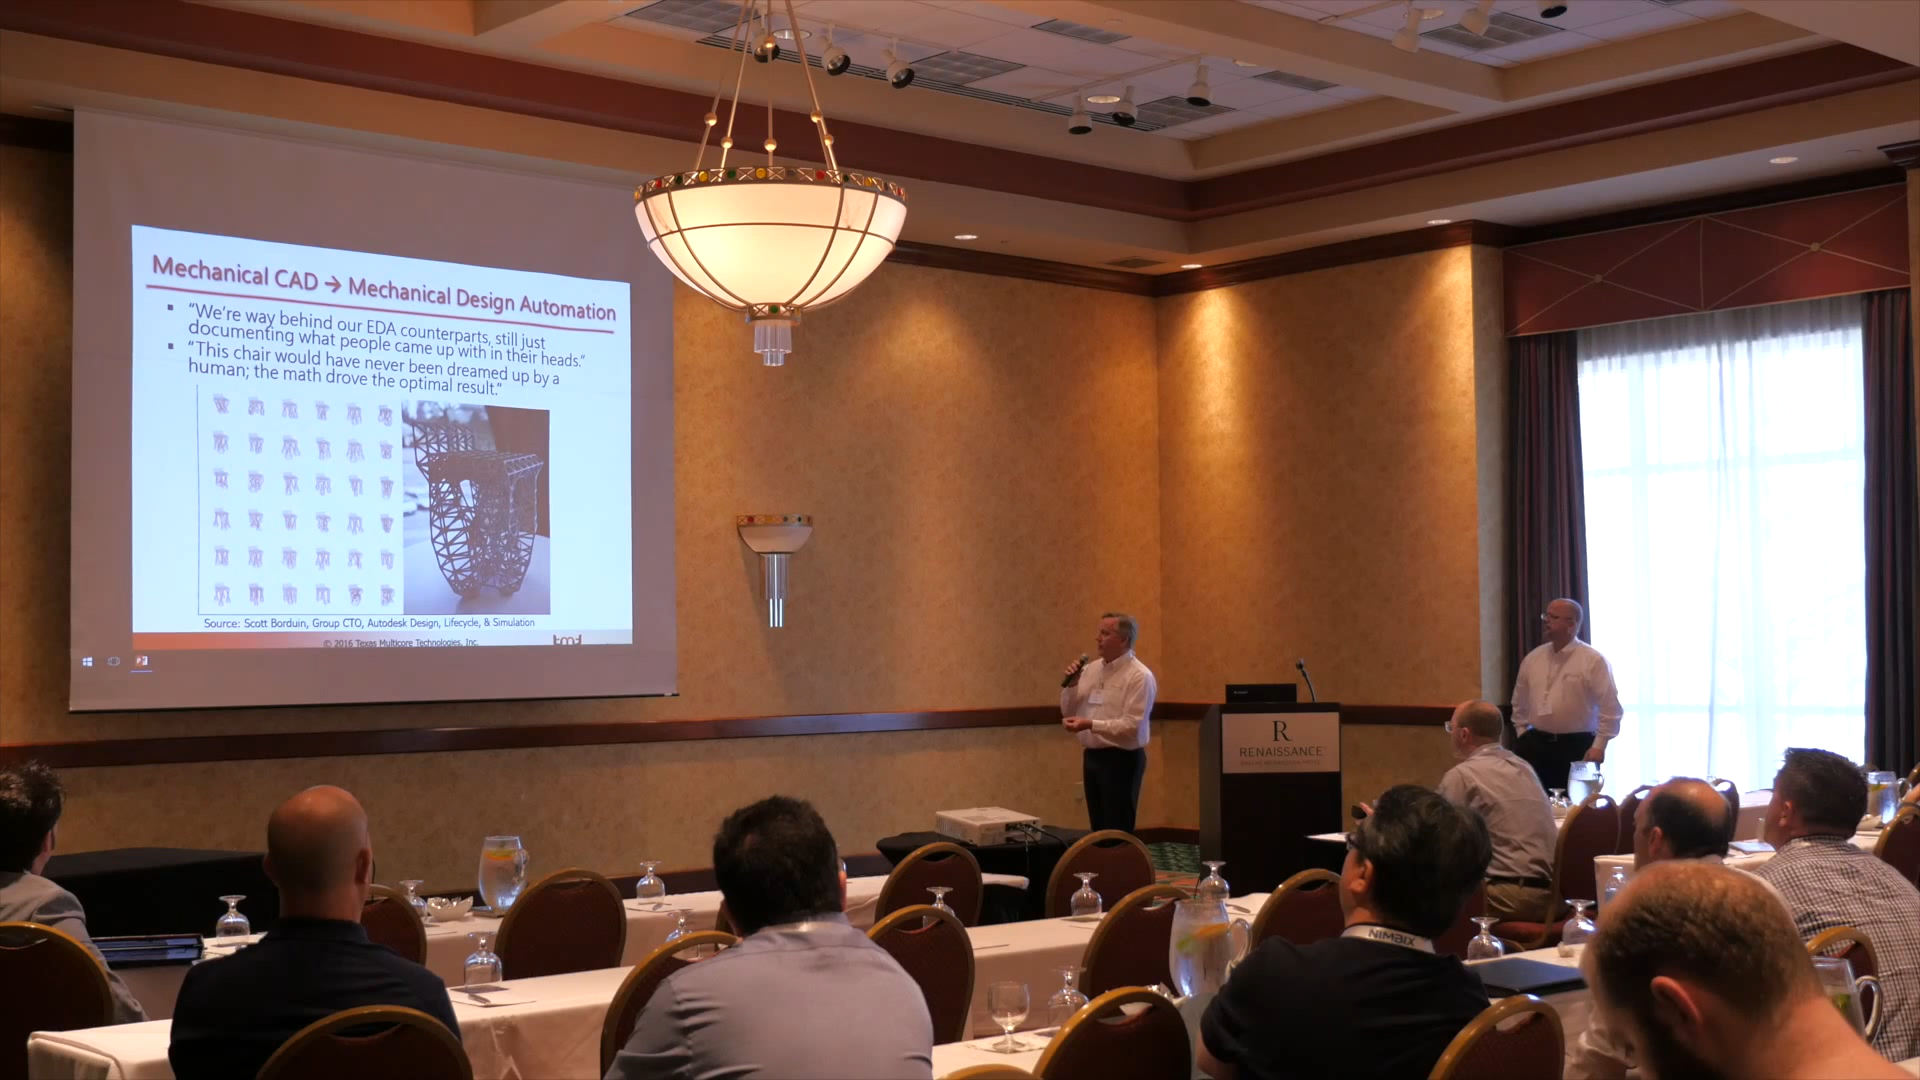 Mechanical CAD → Mechanical Design Automation
▪ “We’re way behind our EDA counterparts, still just
documenting what people came up with in their heads.”
▪ “This chair would have never been dreamed up by a
human; the math drove the optimal result.”
Source: Scott Borduin, Group CTO, Autodesk Design, Lifecycle, & Simulation
© 2016 Texas Multicore Technologies, Inc.
tmt
R
RENAISSANCE
NIMBIX